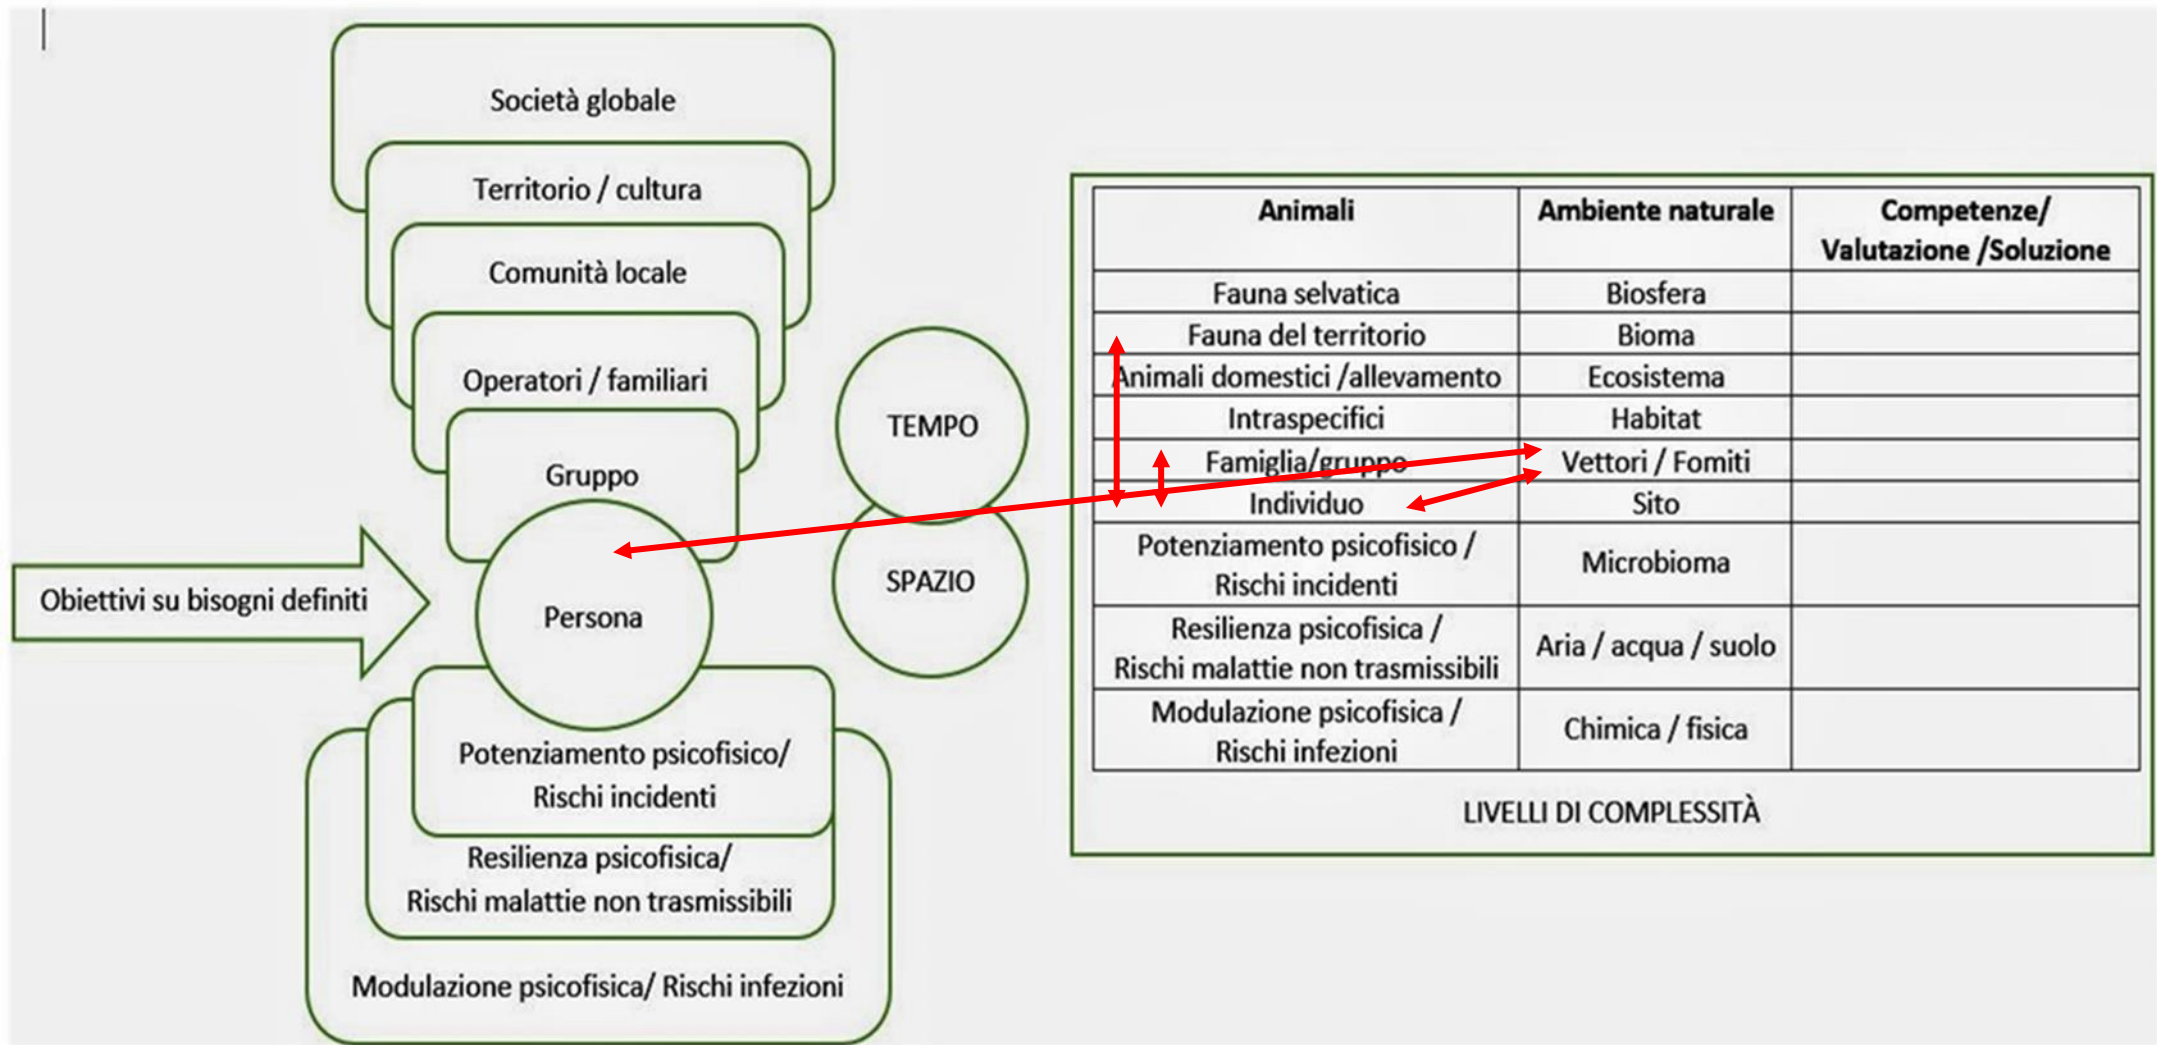 Società globale
Territorio / cultura
Comunità locale
Operatori / familiari
Gruppo
Persona
Obiettivi su bisogni definiti
Potenziamento psicofisico/
Rischi incidenti
Resilienza psicofisica/
Rischi malattie non trasmissibili
Modulazione psicofisica/ Rischi infezioni
TEMPO
SPAZIO
Animali
Ambiente naturale
Competenze/
Valutazione /Soluzione
Fauna selvatica
Biosfera
Fauna del territorio
Bioma
Animali domestici /allevamento
Ecosistema
Intraspecifici
Habitat
Famiglia/gruppo
Vettori / Fomiti
Individuo
Sito
Potenziamento psicofisico /
Rischi incidenti
Microbioma
Resilienza psicofisica /
Rischi malattie non trasmissibili
Aria / acqua / suolo
Modulazione psicofisica /
Rischi infezioni
Chimica / fisica
LIVELLI DI COMPLESSITÀ